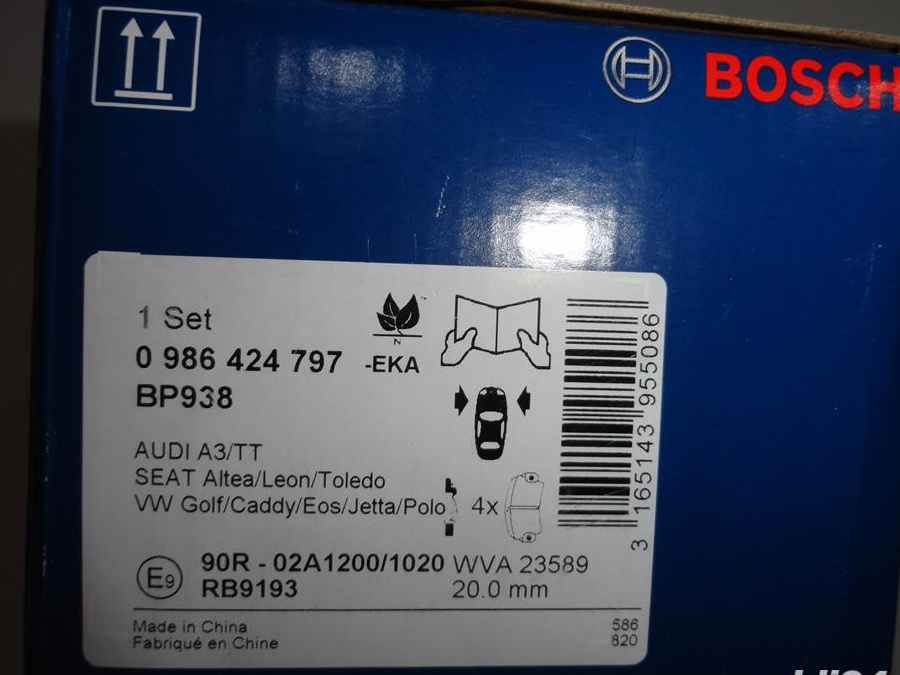 BOSCH
1 Set
0 986 424 797 -EKA
BP938
AUDI A3/TT
SEAT Altea/Leon/Toledo
VW Golf/Caddy/Eos/Jetta/Polo
4x
3 165143 955086
N
E9
90R - 02A1200/1020 WVA 23589
RB9193 20.0 mm
Made in China 586
Fabriqué en Chine 820